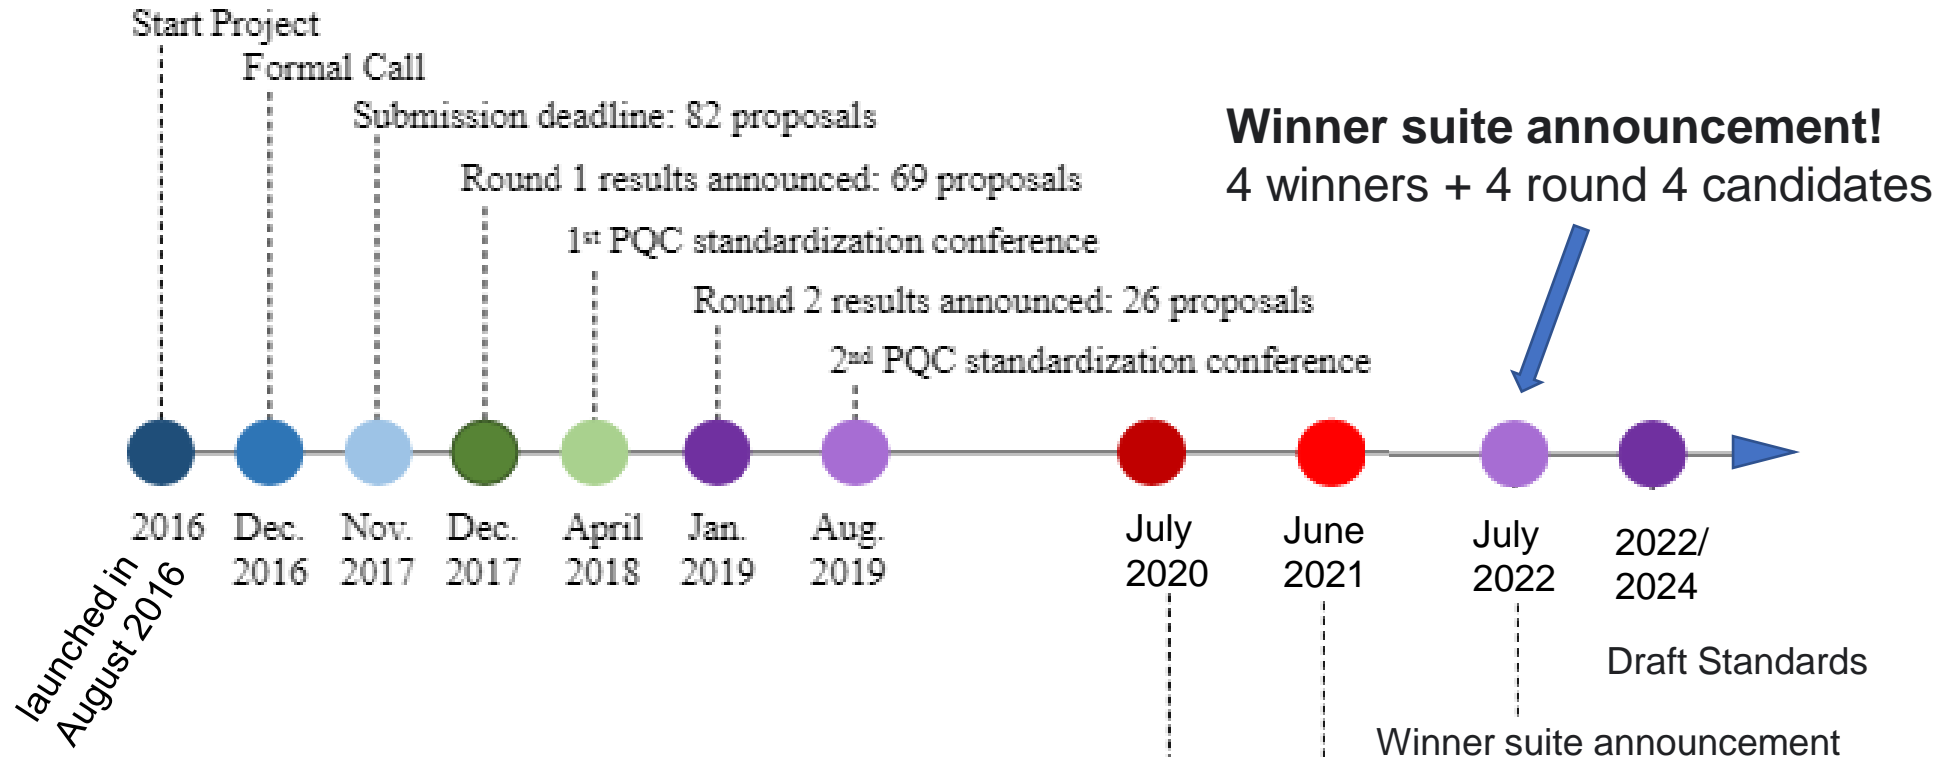 Start Project
Formal Call
Submission deadline: 82 proposals
Round 1 results announced: 69 proposals
1st PQC standardization conference
Round 2 results announced: 26 proposals
2nd PQC standardization conference
Winner suite announcement!
4 winners + 4 round 4 candidates
2016
Dec.
2016
Nov.
2017
Dec.
2017
April
2018
Jan.
2019
Aug.
2019
July
2020
June
2021
July
2022
2022/
2024
launched in
August 2016
Draft Standards
Winner suite announcement